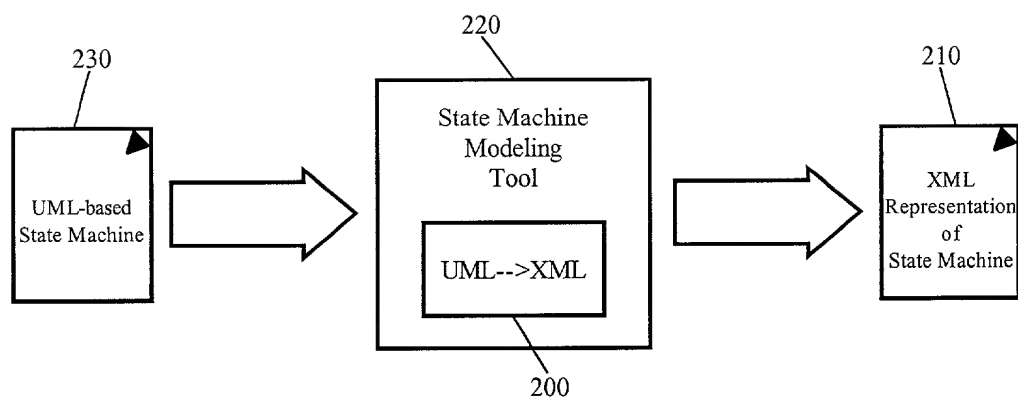 220
230
210
State Machine
Modeling
Tool
UML-based
State Machine
XML
Representation
of
State Machine
UML-->XML
200